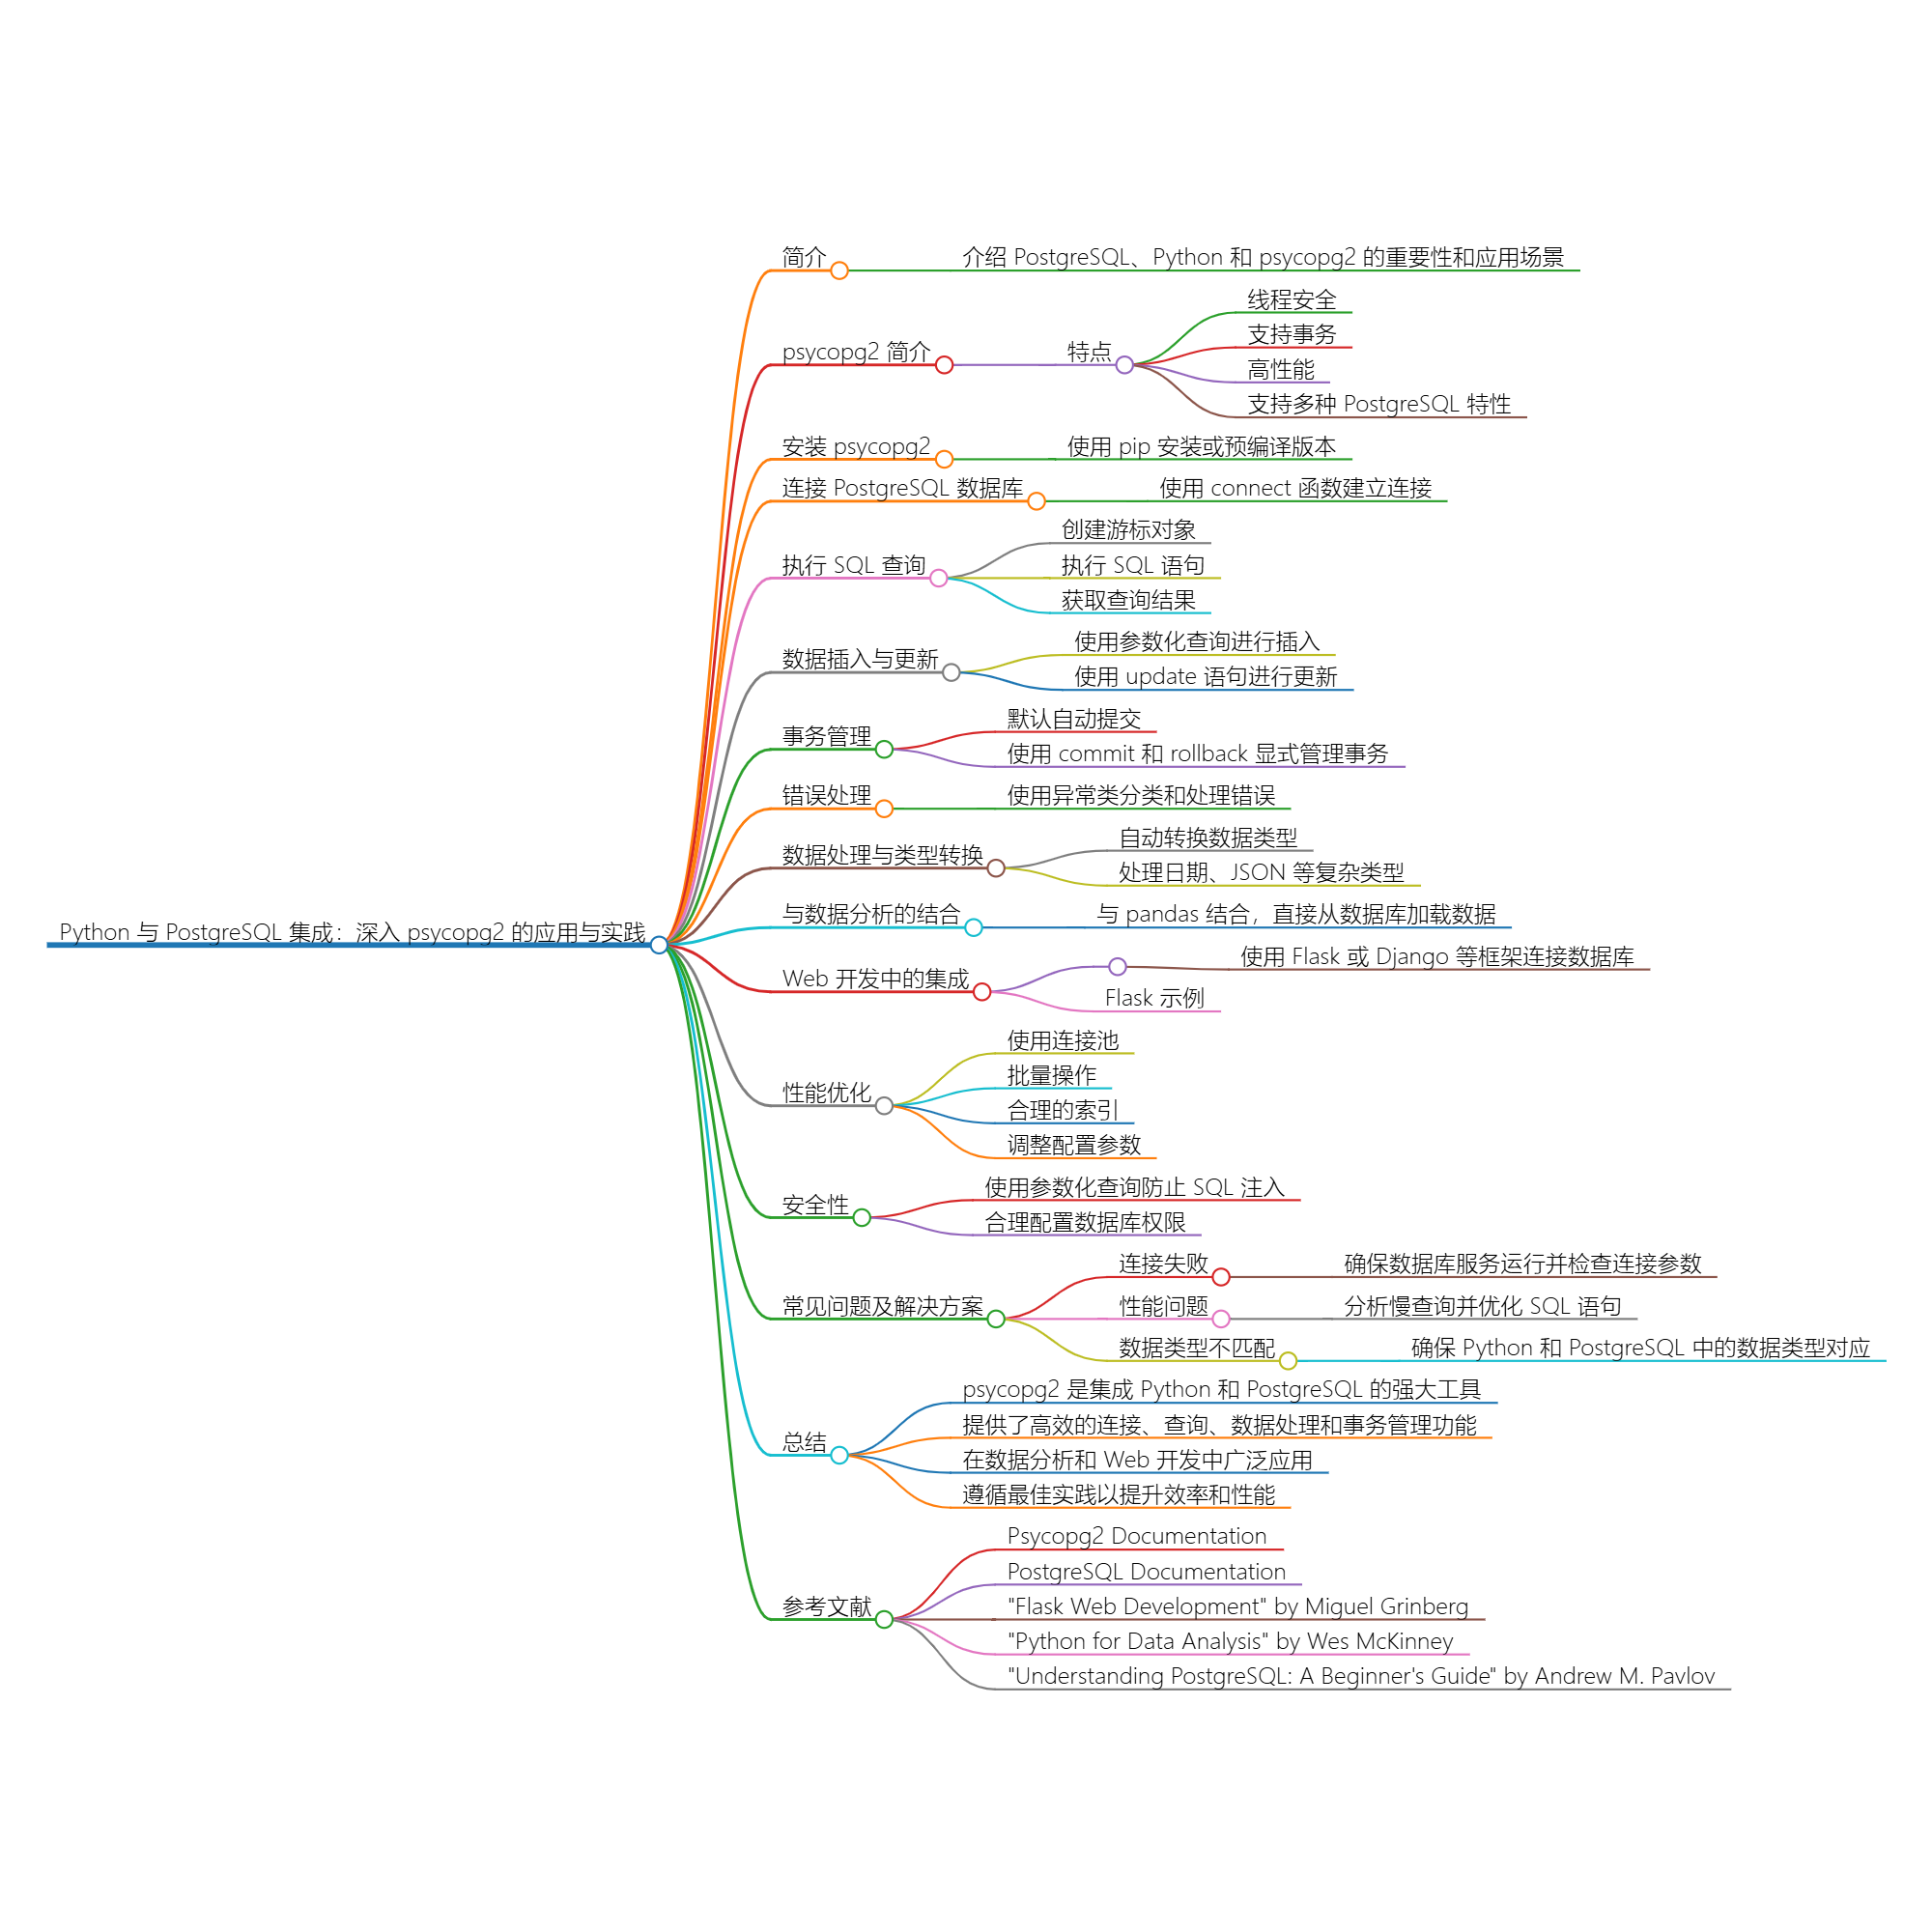 Python 与 PostgreSQL 集成：深入 psycopg2 的应用与实践
简介
介绍 PostgreSQL、Python 和 psycopg2 的重要性和应用场景
psycopg2 简介
特点
线程安全
支持事务
高性能
支持多种 PostgreSQL 特性
安装 psycopg2
使用 pip 安装或预编译版本
连接 PostgreSQL 数据库
使用 connect 函数建立连接
执行 SQL 查询
创建游标对象
执行 SQL 语句
获取查询结果
数据插入与更新
使用参数化查询进行插入
使用 update 语句进行更新
事务管理
默认自动提交
使用 commit 和 rollback 显式管理事务
错误处理
使用异常类分类和处理错误
数据处理与类型转换
自动转换数据类型
处理日期、JSON 等复杂类型
与数据分析的结合
与 pandas 结合，直接从数据库加载数据
Web 开发中的集成
使用 Flask 或 Django 等框架连接数据库
Flask 示例
性能优化
使用连接池
批量操作
合理的索引
调整配置参数
安全性
使用参数化查询防止 SQL 注入
合理配置数据库权限
常见问题及解决方案
连接失败
确保数据库服务运行并检查连接参数
性能问题
分析慢查询并优化 SQL 语句
数据类型不匹配
确保 Python 和 PostgreSQL 中的数据类型对应
总结
psycopg2 是集成 Python 和 PostgreSQL 的强大工具
提供了高效的连接、查询、数据处理和事务管理功能
在数据分析和 Web 开发中广泛应用
遵循最佳实践以提升效率和性能
参考文献
Psycopg2 Documentation
PostgreSQL Documentation
"Flask Web Development" by Miguel Grinberg
"Python for Data Analysis" by Wes McKinney
"Understanding PostgreSQL: A Beginner's Guide" by Andrew M. Pavlov